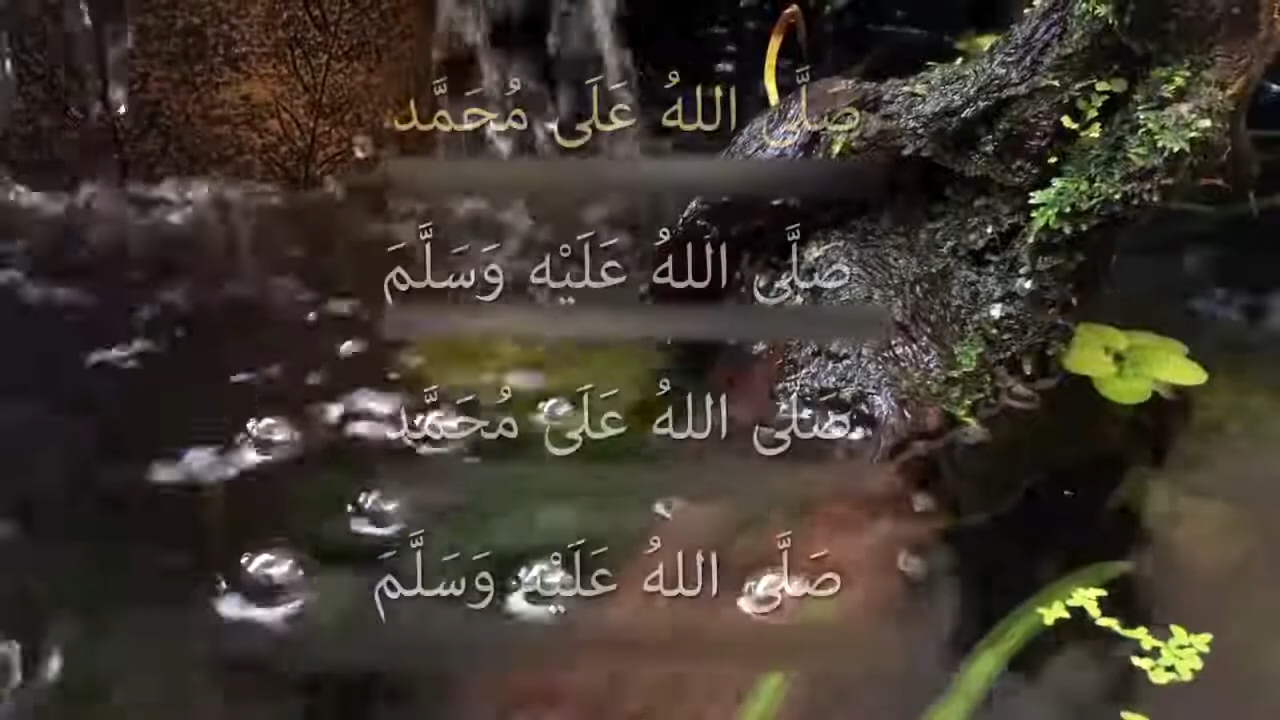 صَلَّى اللهُ عَلَى مُحَمَّد
صَلَّى اللهُ عَلَيْه وَسَلَّمَ
صَلَّى اللهُ عَلَى مُحَمَّد
صَلَّى اللهُ عَلَيْه وَسَلَّمَ